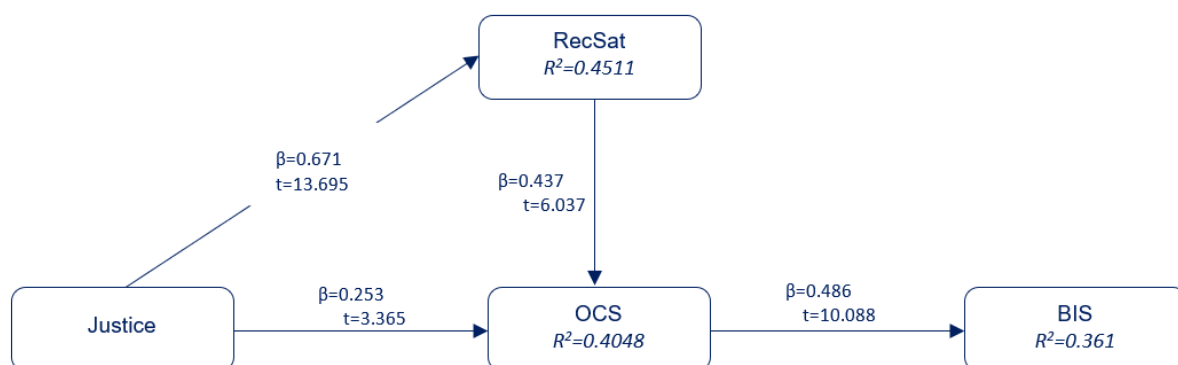 RecSat
R²=0.4511
β=0.671
t=13.695
β=0.437
t=6.037
Justice
β=0.253
t=3.365
OCS
R²=0.4048
β=0.486
t=10.088
BIS
R²=0.361